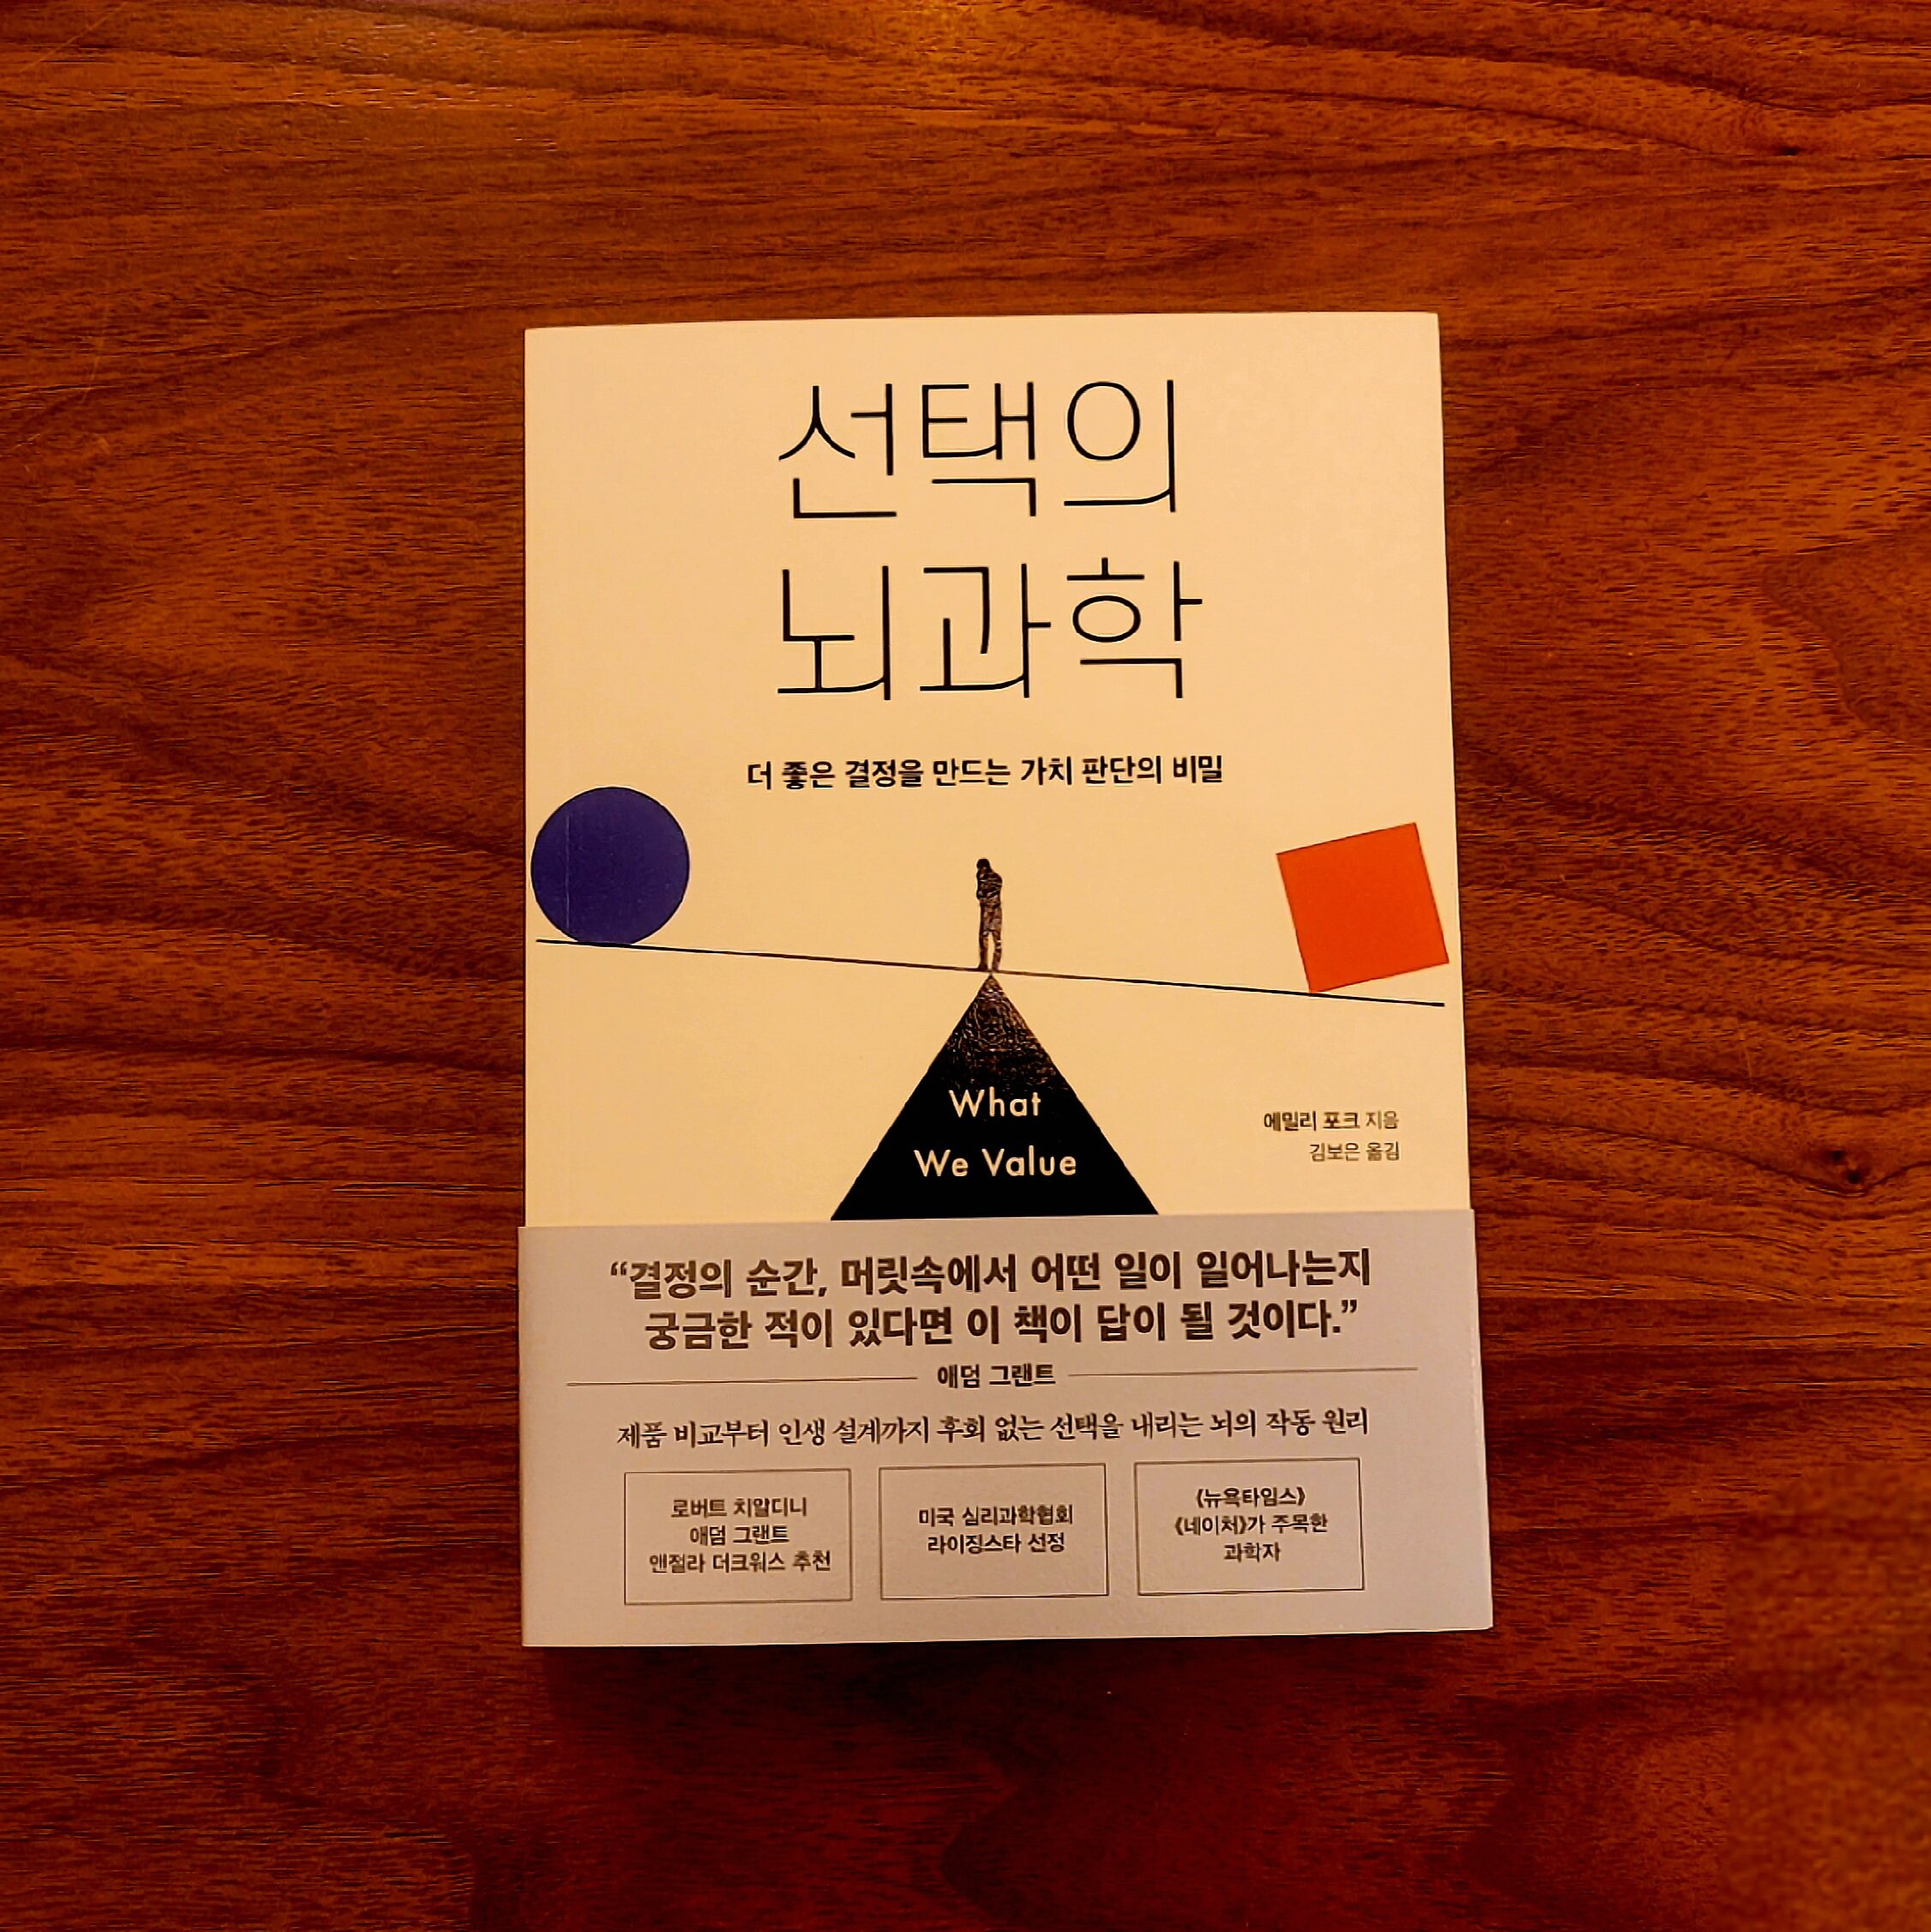 선택의
뇌과학
더 좋은 결정을 만드는 가치 판단의 비밀
What
We Value
에밀리 포크 지음
김보은 옮김
“결정의 순간, 머릿속에서 어떤 일이 일어나는지
궁금한 적이 있다면 이 책이 답이 될 것이다.”
애덤 그랜트
제품 비교부터 인생 설계까지 후회 없는 선택을 내리는 뇌의 작동 원리
로버트 치알디니
애덤 그랜트
앤절라 더크워스 추천
미국 심리과학협회
라이징스타 선정
《뉴욕타임스》
《네이처》가 주목한
과학자